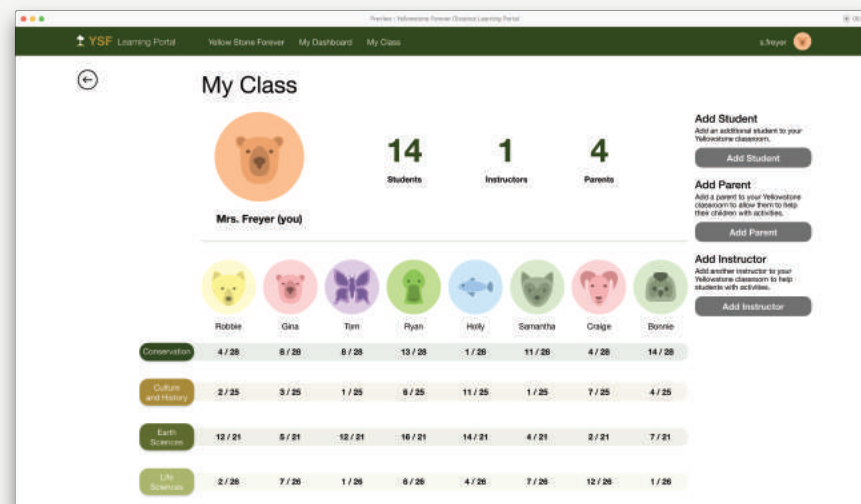 Preview | Yellowstone Forever Distance Learning Portal
YSF Learning Portal Yellow Stone Forever My Dashboard My Class s.freyer
My Class
14 1 4
Students Instructors Parents
Mrs. Freyer (you)
Add Student
Add an additional student to your
Yellowstone classroom.
Add Student
Add Parent
Add a parent to your Yellowstone
classroom to allow them to help
their children with activities.
Add Parent
Add Instructor
Add another instructor to your
Yellowstone classroom to help
students with activities.
Add Instructor
Robbie Gina Tom Ryan Holly Samantha Craige Bonnie
Conservation 4 / 28 6 / 28 8 / 28 13 / 28 1 / 28 11 / 28 4 / 28 14 / 28
Culture
and History 2 / 25 3 / 25 1 / 25 6 / 25 11 / 25 1 / 25 7 / 25 4 / 25
Earth
Sciences 12 / 21 5 / 21 12 / 21 16 / 21 14 / 21 4 / 21 2 / 21 7 / 21
Life
Sciences 2 / 26 7 / 26 1 / 26 6 / 26 4 / 26 7 / 26 12 / 26 1 / 26